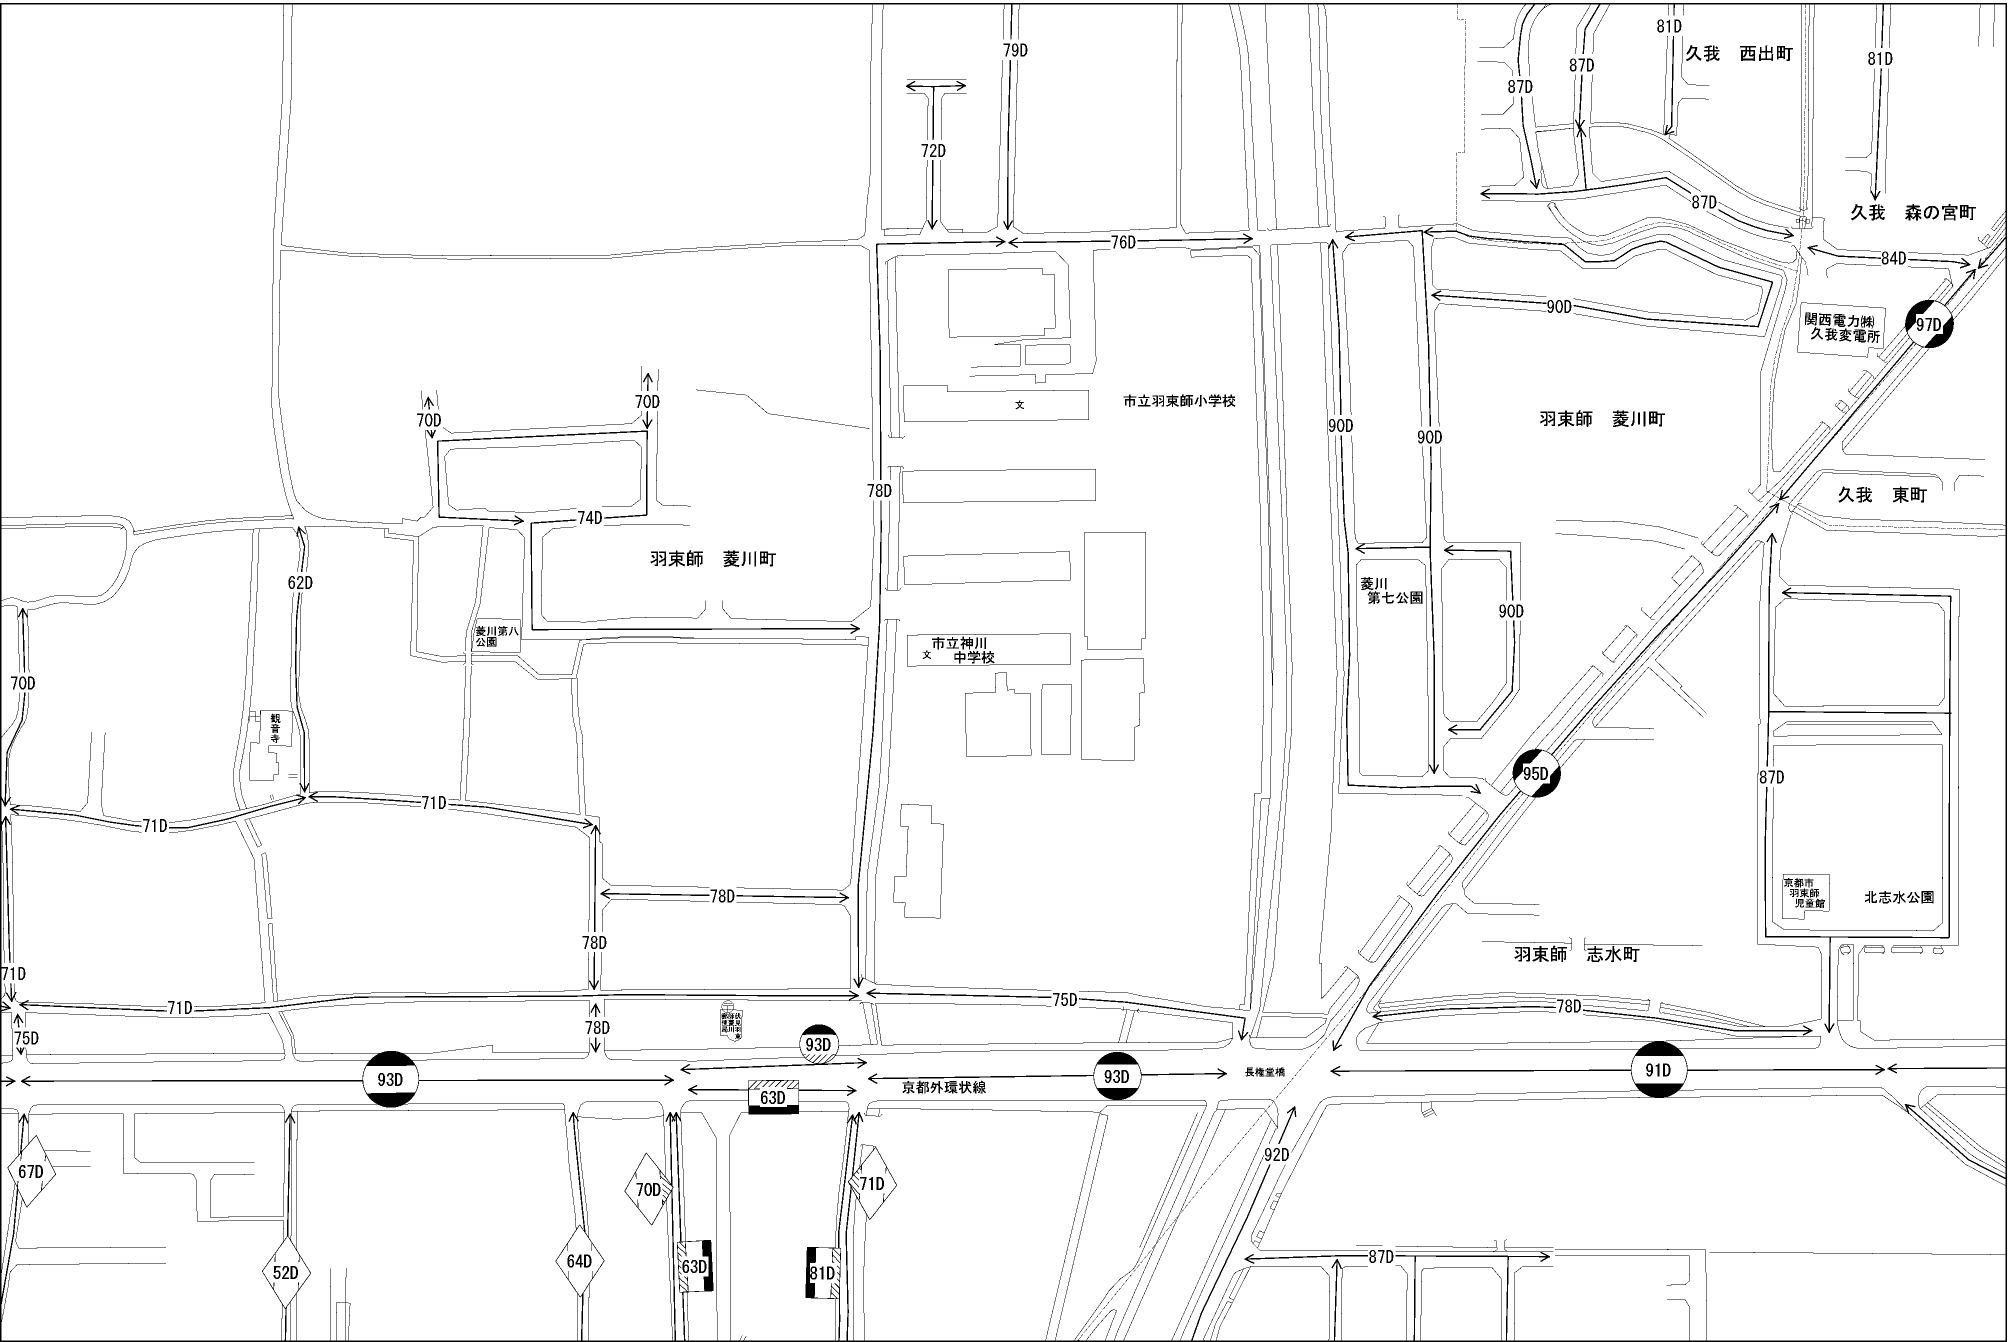 79D
81D
久我　西出町
87D
87D
81D
72D
87D
久我　森の宮町
76D
84D
90D
97D
関西電力㈱
久我変電所
70D
70D
市立羽束師小学校
文
羽束師　菱川町
90D
90D
78D
久我　東町
74D
羽束師　菱川町
62D
菱川
第七公園
90D
菱川第八
公園
市立神川
文　中学校
70D
観音寺
95D
87D
71D
71D
78D
京都市
羽束師
児童館
北志水公園
78D
羽束師　志水町
71D
71D
75D
78D
78D
75D
93D
93D
93D
63D
京都外環状線
長権堂橋
91D
67D
70D
71D
92D
52D
64D
63D
81D
87D